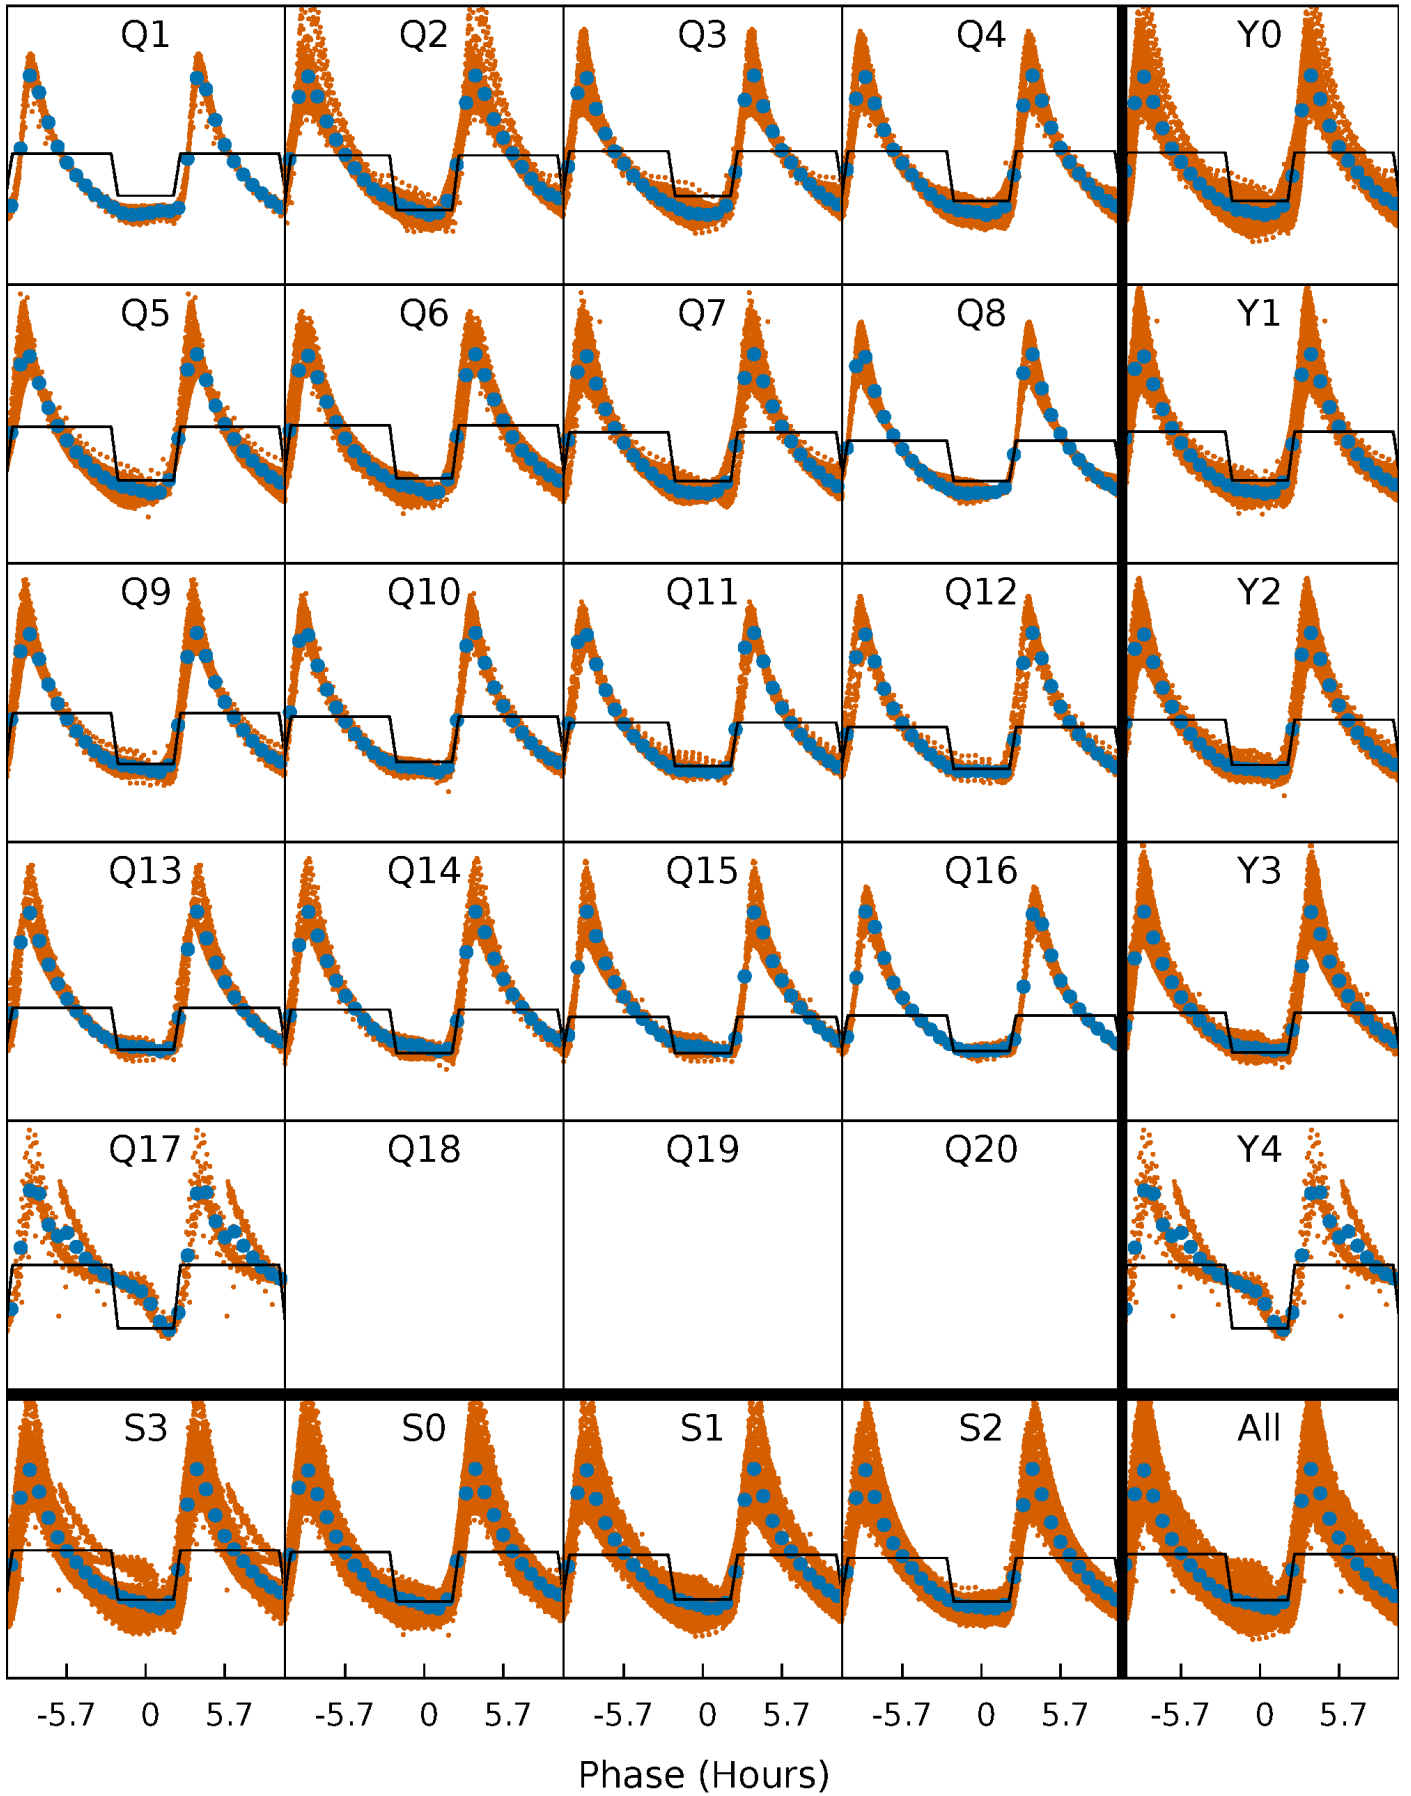 Q1 Q2 Q3 Q4 Y0
Q5 Q6 Q7 Q8 Y1
Q9 Q10 Q11 Q12 Y2
Q13 Q14 Q15 Q16 Y3
Q17 Q18 Q19 Q20 Y4
S3 S0 S1 S2 All
-5.7 0 5.7 -5.7 0 5.7 -5.7 0 5.7 -5.7 0 5.7 -5.7 0 5.7
Phase (Hours)